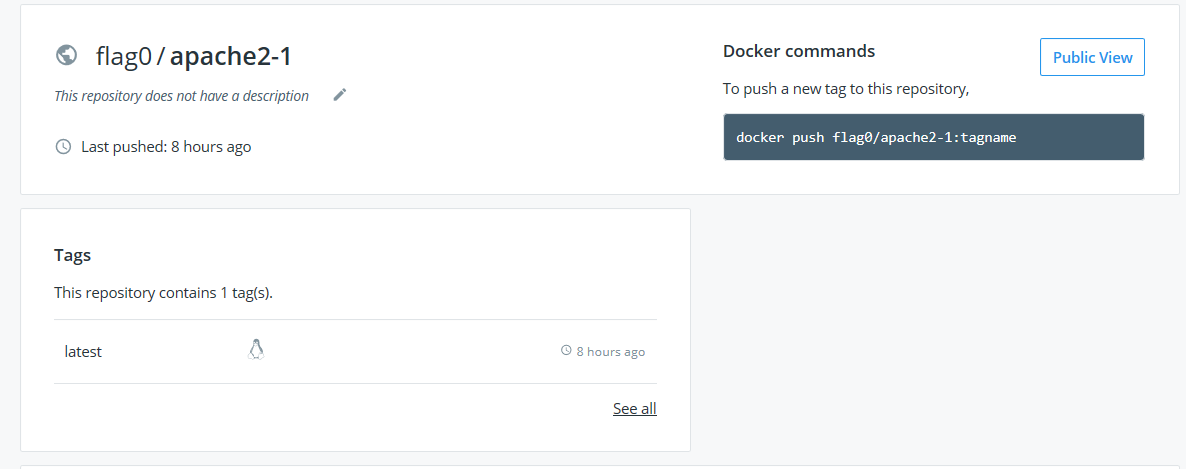 flag0 / apache2-1
This repository does not have a description
Last pushed: 8 hours ago
Docker commands
Public View
To push a new tag to this repository,
docker push flag0/apache2-1:tagname
Tags
This repository contains 1 tag(s).
latest 8 hours ago
See all